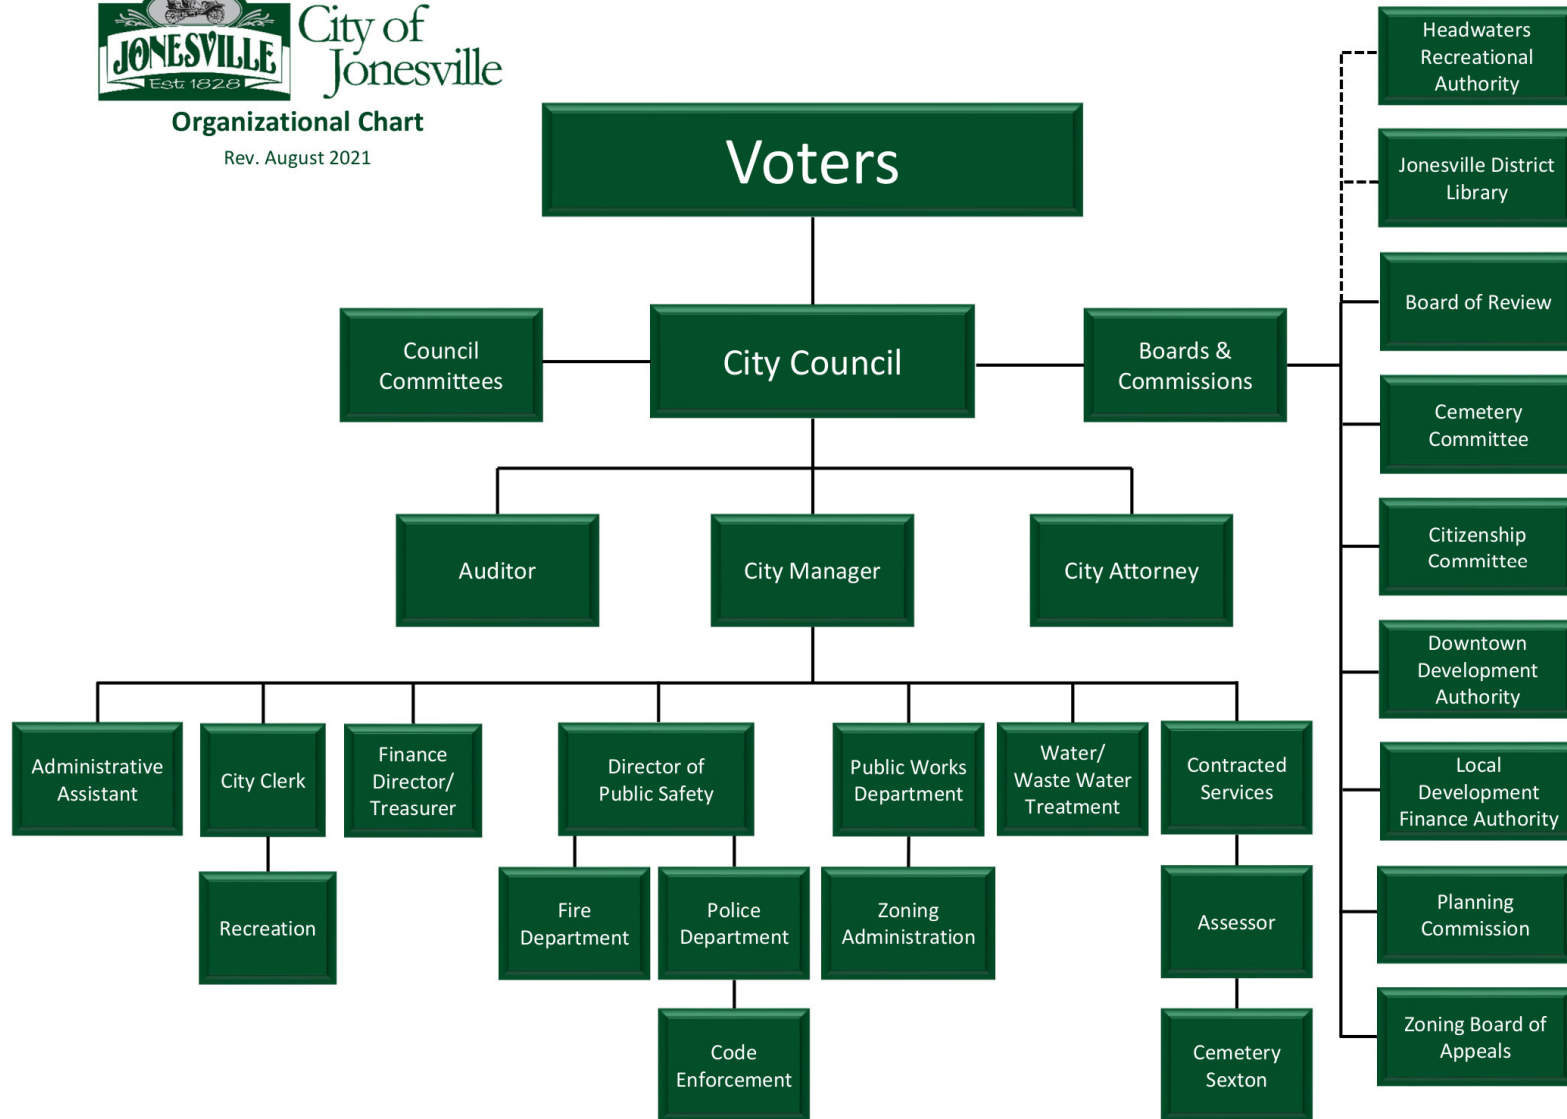 JONESVILLE
Est. 1828
City of
Jonesville
Organizational Chart
Rev. August 2021
Voters
Council
Committees
City Council
Boards &
Commissions
Auditor
City Manager
City Attorney
Administrative
Assistant
City Clerk
Finance
Director/
Treasurer
Director of
Public Safety
Public Works
Department
Water/
Waste Water
Treatment
Contracted
Services
Recreation
Fire
Department
Police
Department
Zoning
Administration
Assessor
Code
Enforcement
Cemetery
Sexton
Headwaters
Recreational
Authority
Jonesville District
Library
Board of Review
Cemetery
Committee
Citizenship
Committee
Downtown
Development
Authority
Local
Development
Finance Authority
Planning
Commission
Zoning Board of
Appeals